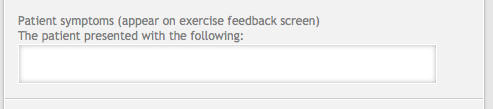 Patient symptoms (appear on exercise feedback screen)
The patient presented with the following: